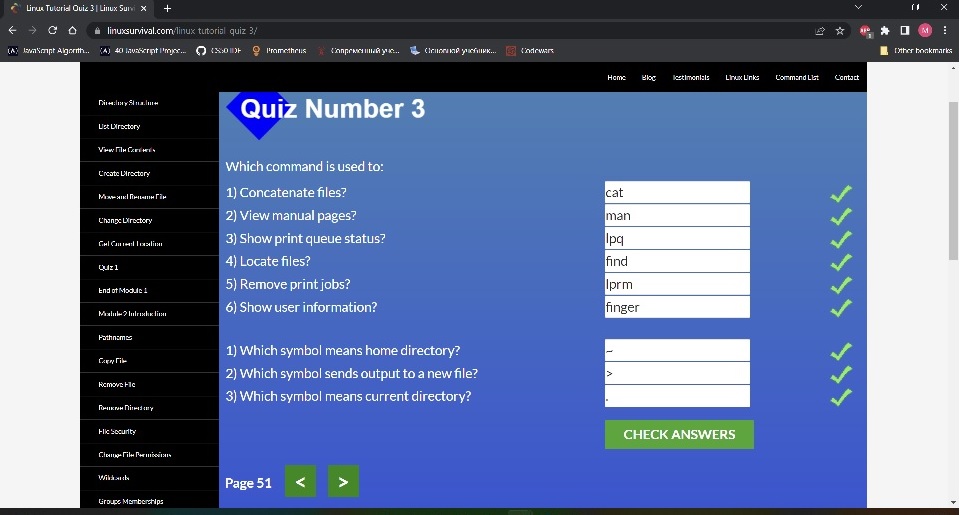 Linux Tutorial Quiz 3 | Linux Survi
linuxsurvival.com/linux-tutorial-quiz-3/
JavaScript Algorith... 40 JavaScript Projec... CS50 IDE Prometheus Современный уче... Основной учебник... Codewars Other bookmarks
Home Blog Testimonials Linux Links Command List Contact
Directory Structure
List Directory
View File Contents
Create Directory
Move and Rename File
Change Directory
Get Current Location
Quiz 1
End of Module 1
Module 2 Introduction
Pathnames
Copy File
Remove File
Remove Directory
File Security
Change File Permissions
Wildcards
Groups Memberships
Quiz Number 3
Which command is used to:
1) Concatenate files? cat
2) View manual pages? man
3) Show print queue status? lpq
4) Locate files? find
5) Remove print jobs? lprm
6) Show user information? finger
1) Which symbol means home directory? ~
2) Which symbol sends output to a new file? >
3) Which symbol means current directory? .
CHECK ANSWERS
Page 51 < >